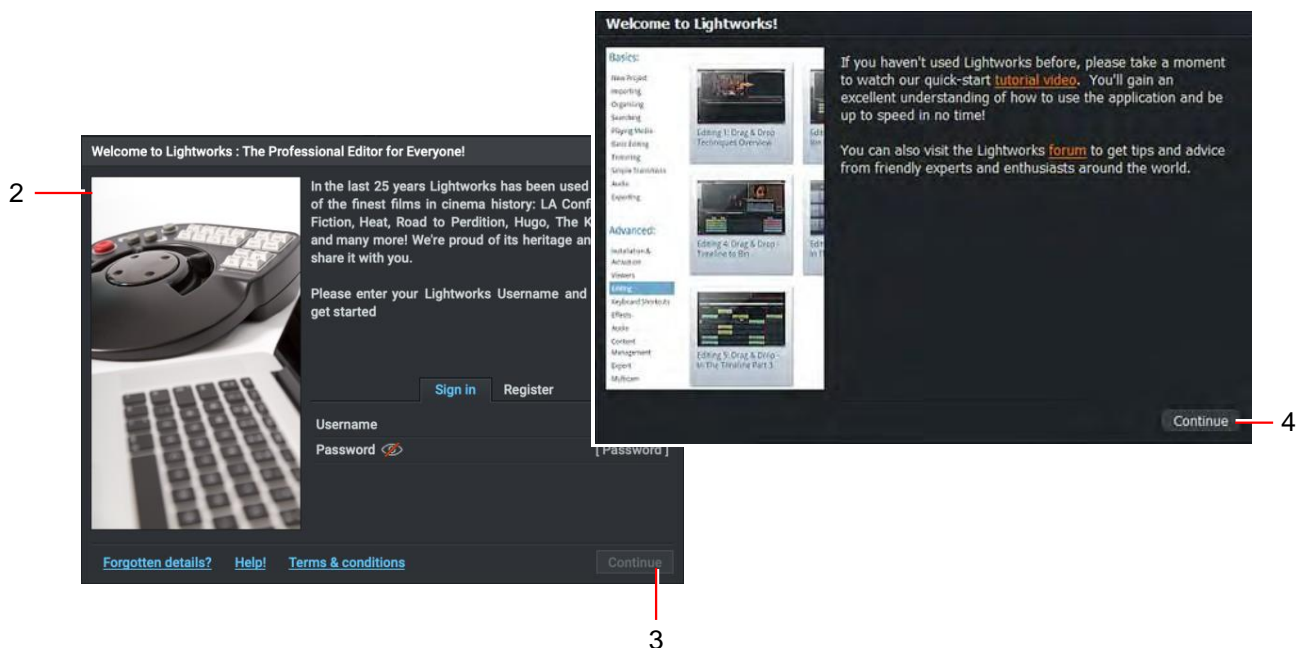 Welcome to Lightworks!
Basics:
New Project
Importing
Organising
Searching
Playing Media
Basic Editing
Trimming
Simple Transitions
Audio
Exporting
Advanced:
Installation &
Viewers
Editing
Keyboard Shortcuts
Effects
Audio
Content
Management
Expert
Multicam
Editing 1: Drag & Drop
Techniques Overview
Editing 4: Drag & Drop -
Timeline to Bin
Editing 5: Drag & Drop -
In The Timeline Part 3
If you haven't used Lightworks before, please take a moment
to watch our quick-start tutorial video. You'll gain an
excellent understanding of how to use the application and be
up to speed in no time!
You can also visit the Lightworks forum to get tips and advice
from friendly experts and enthusiasts around the world.
Continue
4
2
Welcome to Lightworks : The Professional Editor for Everyone!
In the last 25 years Lightworks has been used
of the finest films in cinema history: LA Conf
Fiction, Heat, Road to Perdition, Hugo, The K
and many more! We're proud of its heritage an
share it with you.
Please enter your Lightworks Username and
get started
Sign in Register
Username
Password [ Password ]
Forgotten details? Help! Terms & conditions Continue
3